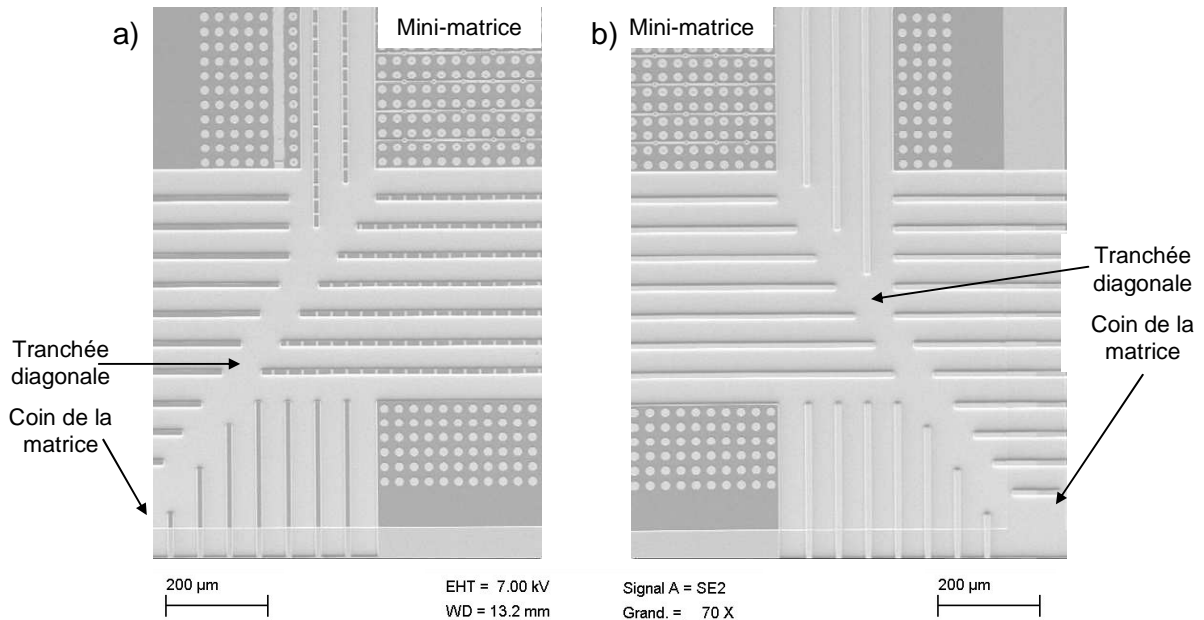 a)
Mini-matrice
b)
Mini-matrice
Tranchée
diagonale
Coin de la
matrice
Tranchée
diagonale
Coin de la
matrice
200 µm
EHT = 7.00 kV
WD = 13.2 mm
Signal A = SE2
Grand. = 70 X
200 µm